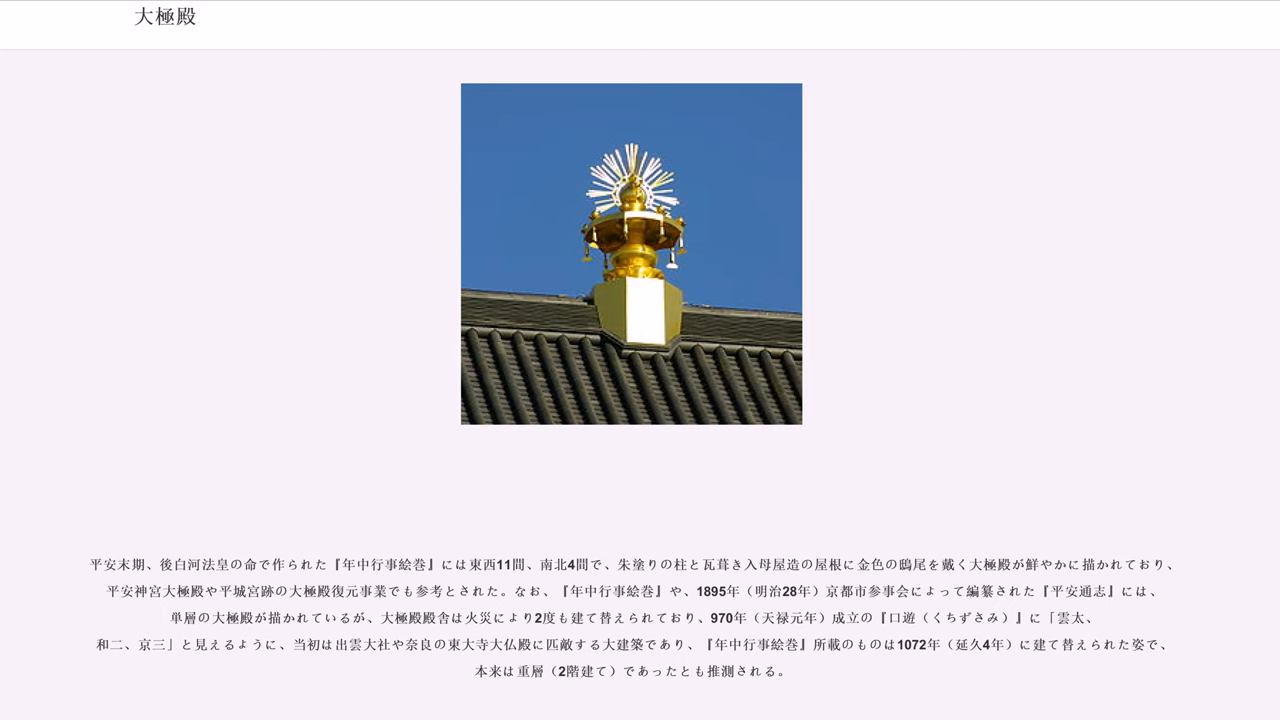 大極殿
平安末期、後白河法皇の命で作られた『年中行事絵巻』には東西11間、南北4間で、朱塗りの柱と瓦葺き入母屋造の屋根に金色の鴟尾を戴く大極殿が鮮やかに描かれており、
平安神宮大極殿や平城宮跡の大極殿復元事業でも参考とされた。なお、『年中行事絵巻』や、1895年（明治28年）京都市参事会によって編纂された『平安通志』には、
単層の大極殿が描かれているが、大極殿殿舎は火災により2度も建て替えられており、970年（天禄元年）成立の『口遊（くちずさみ）』に「雲太、
和二、京三」と見えるように、当初は出雲大社や奈良の東大寺大仏殿に匹敵する大建築であり、『年中行事絵巻』所載のものは1072年（延久4年）に建て替えられた姿で、
本来は重層（2階建て）であったとも推測される。